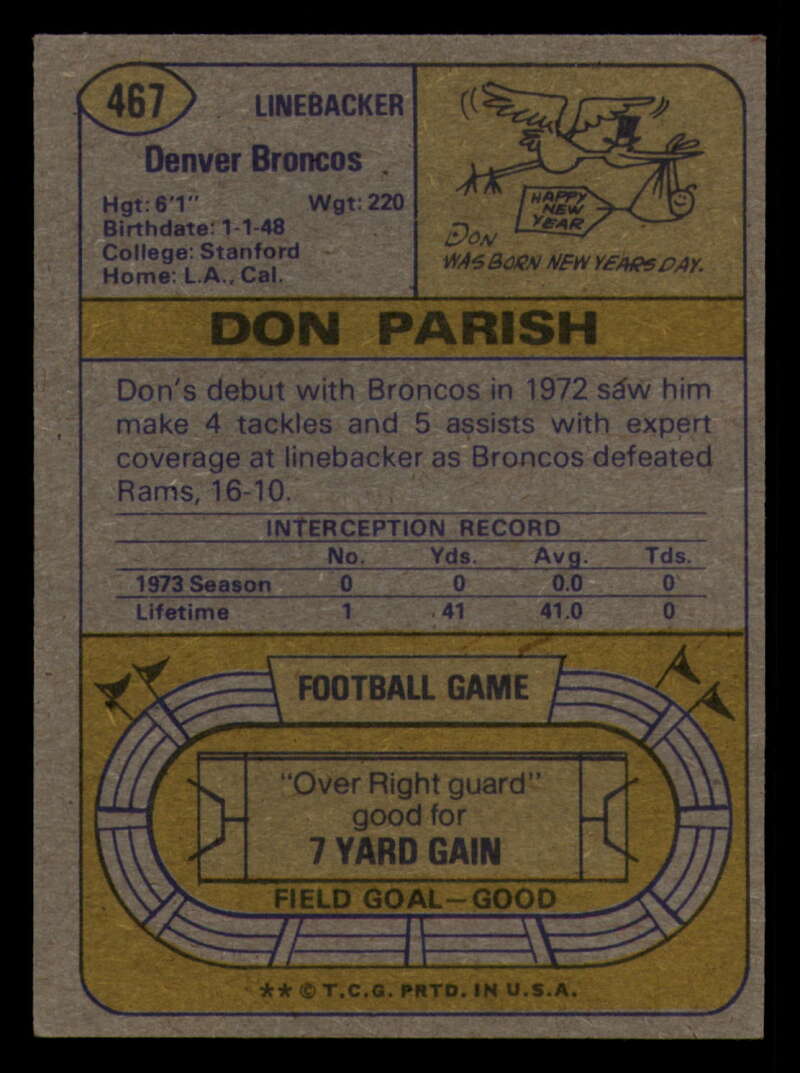 467
LINEBACKER
Denver Broncos
Hgt: 6'1" Wgt: 220
Birthdate: 1-1-48
College: Stanford
Home: L.A., Cal.
HAPPY
NEW
YEAR
DON
WAS BORN NEW YEARS DAY.
DON PARISH
Don's debut with Broncos in 1972 saw him
make 4 tackles and 5 assists with expert
coverage at linebacker as Broncos defeated
Rams, 16-10.
INTERCEPTION RECORD
No. Yds. Avg. Tds.
1973 Season 0 0 0.0 0
Lifetime 1 41 41.0 0
FOOTBALL GAME
"Over Right guard"
good for
7 YARD GAIN
FIELD GOAL—GOOD
** © T.C.G. PRTD. IN U.S.A.